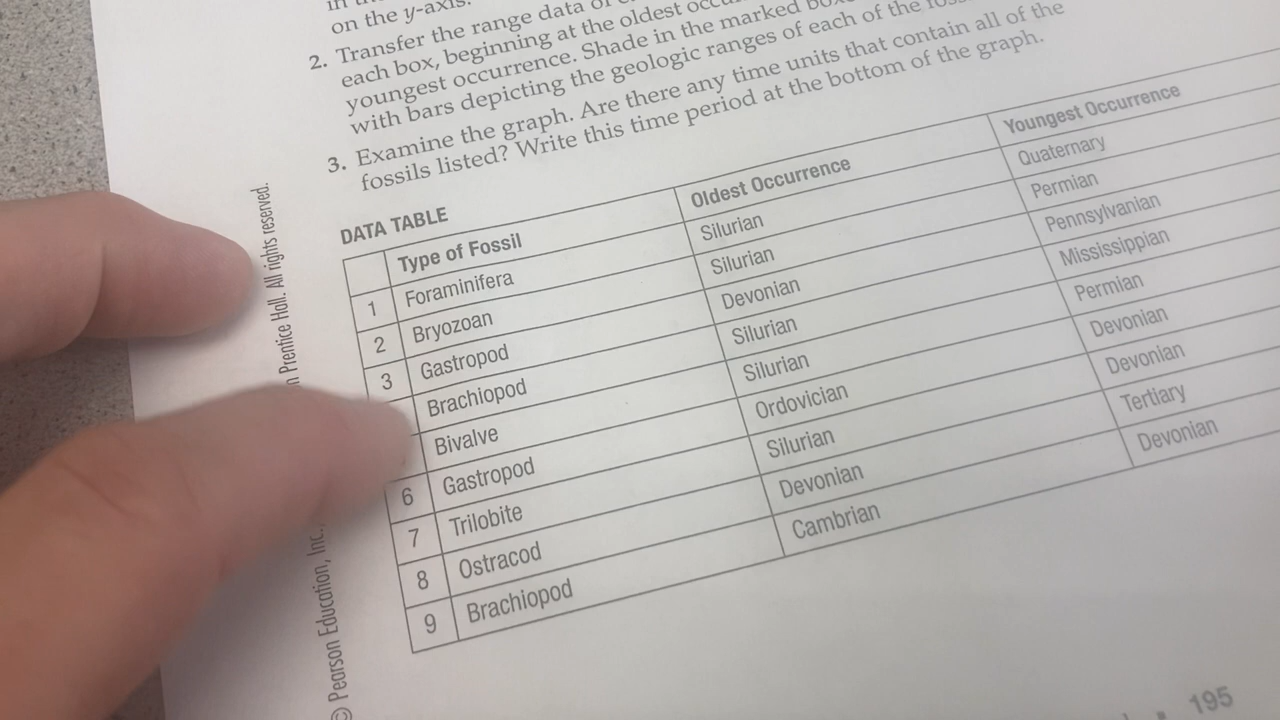 on the y-axis.
2. Transfer the range data of
each box, beginning at the oldest
youngest occurrence. Shade in the marked
with bars depicting the geologic ranges of each of the
3. Examine the graph. Are there any time units that contain all of the
fossils listed? Write this time period at the bottom of the graph.
DATA TABLE
Type of Fossil Oldest Occurrence Youngest Occurrence
1 Foraminifera Silurian Quaternary
2 Bryozoan Silurian Permian
3 Gastropod Devonian Pennsylvanian
Brachiopod Silurian Mississippian
Bivalve Silurian Permian
6 Gastropod Ordovician Devonian
7 Trilobite Silurian Devonian
8 Ostracod Devonian Tertiary
9 Brachiopod Cambrian Devonian
© Pearson Education, Inc.,
Prentice Hall. All rights reserved.
195